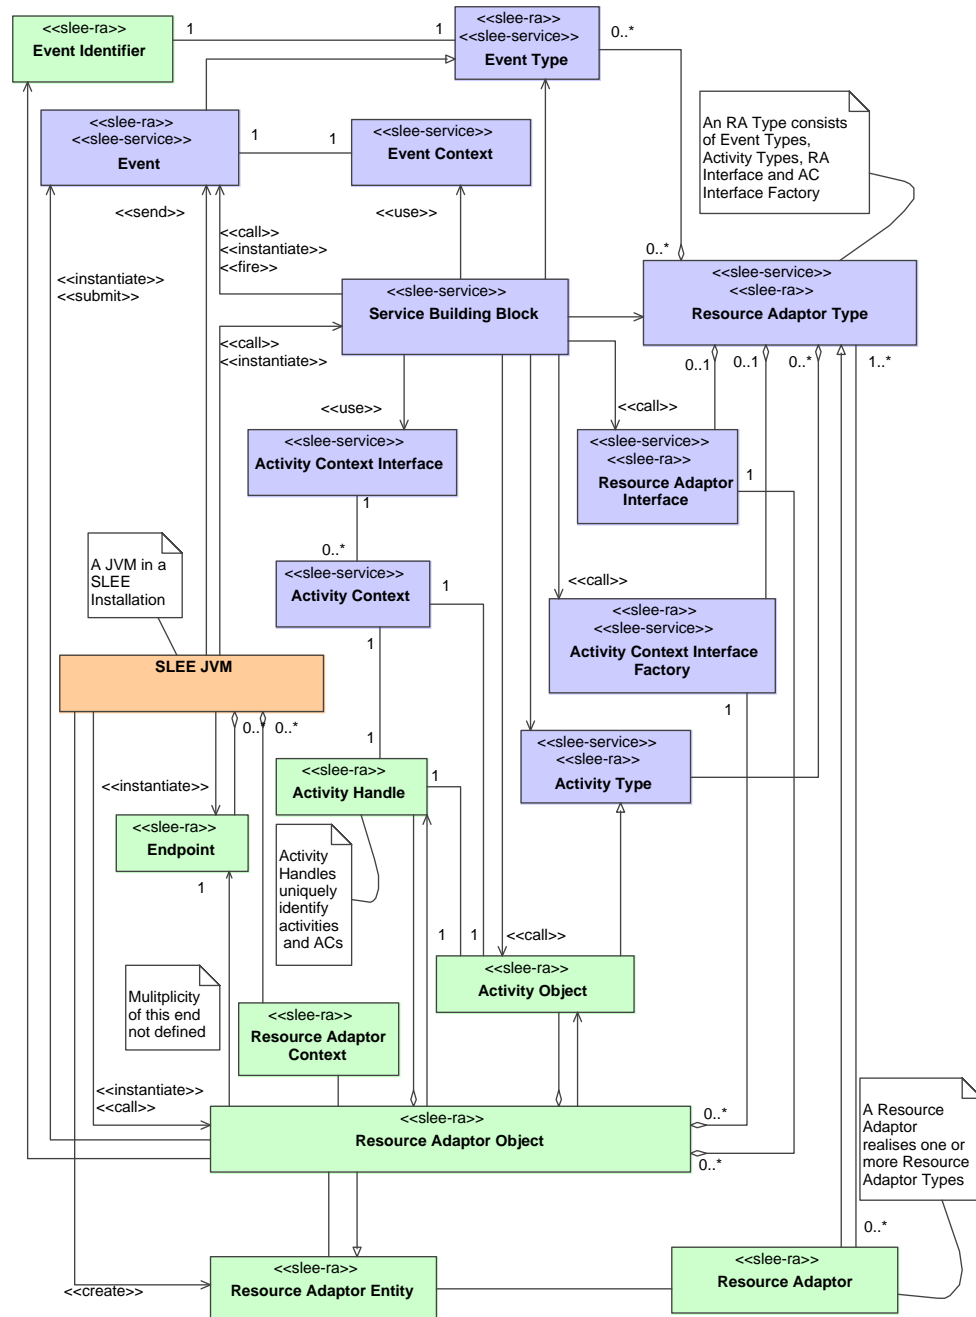 <<slee-ra>>
Event Identifier
1
1
<<slee-ra>>
<<slee-service>>
Event Type
0..*
<<slee-ra>>
<<slee-service>>
Event
1
1
<<slee-service>>
Event Context
An RA Type consists
of Event Types,
Activity Types, RA
Interface and AC
Interface Factory
<<send>>
<<use>>
<<call>>
<<instantiate>>
<<fire>>
0..*
<<instantiate>>
<<submit>>
<<slee-service>>
Service Building Block
<<slee-service>>
<<slee-ra>>
Resource Adaptor Type
<<call>>
<<instantiate>>
0..1
0..1
0..*
1..*
<<use>>
<<call>>
<<slee-service>>
Activity Context Interface
<<slee-service>>
<<slee-ra>>
Resource Adaptor
Interface
1
1
0..*
A JVM in a
SLEE
Installation
<<slee-service>>
Activity Context
1
<<call>>
<<slee-ra>>
<<slee-service>>
Activity Context Interface
Factory
1
1
SLEE JVM
0..*
0..*
1
<<slee-service>>
<<slee-ra>>
Activity Type
<<slee-ra>>
Activity Handle
1
<<instantiate>>
<<slee-ra>>
Endpoint
1
Activity
Handles
uniquely
identify
activities
and ACs
1
1
<<call>>
<<slee-ra>>
Activity Object
Mulitplicity
of this end
not defined
<<slee-ra>>
Resource Adaptor
Context
<<instantiate>>
<<call>>
<<slee-ra>>
Resource Adaptor Object
0..*
0..*
A Resource
Adaptor
realises one or
more Resource
Adaptor Types
0..*
<<slee-ra>>
Resource Adaptor Entity
<<slee-ra>>
Resource Adaptor
<<create>>